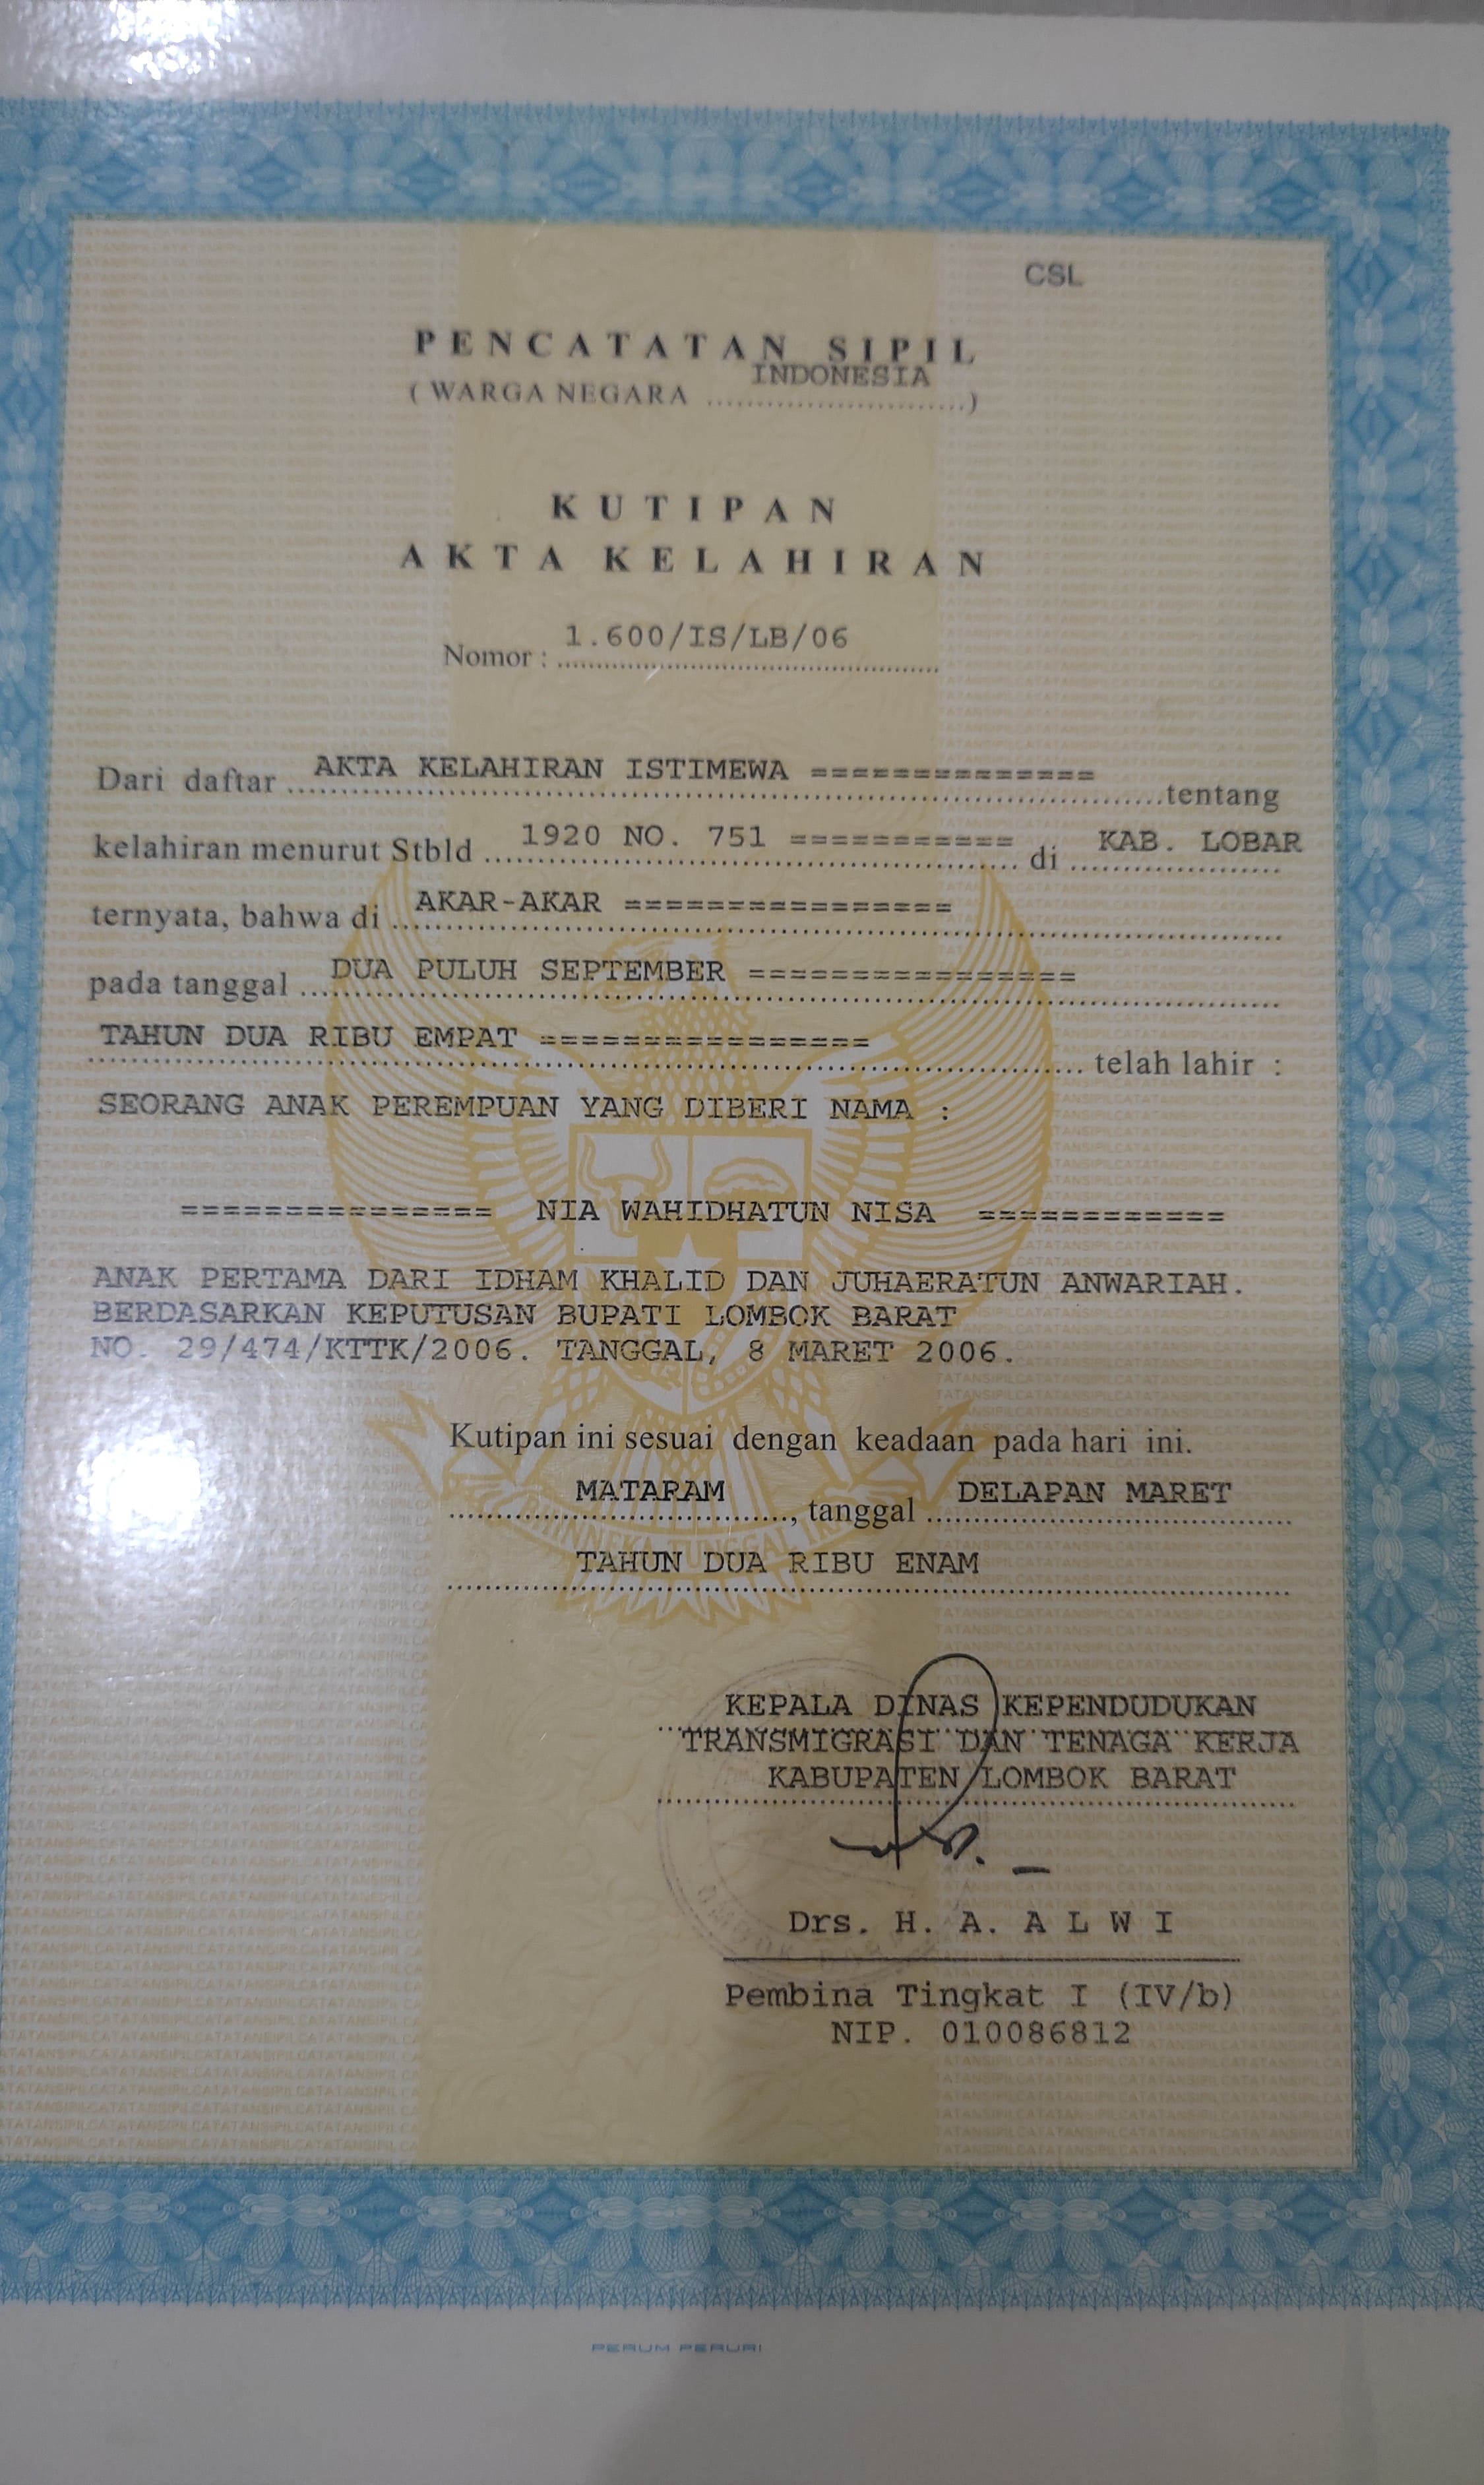 CSL
PENCATATAN SIPIL
INDONESIA
( WARGA NEGARA ..........................)
KUTIPAN
AKTA KELAHIRAN
Nomor : 1.600/IS/LB/06
Dari daftar AKTA KELAHIRAN ISTIMEWA ============== tentang
kelahiran menurut Stbld 1920 NO. 751 =========== di KAB. LOBAR
ternyata, bahwa di AKAR-AKAR ================
pada tanggal DUA PULUH SEPTEMBER ================
TAHUN DUA RIBU EMPAT ================ telah lahir :
SEORANG ANAK PEREMPUAN YANG DIBERI NAMA :
=============== NIA WAHIDHATUN NISA ============
ANAK PERTAMA DARI IDHAM KHALID DAN JUHAERATUN ANWARIAH.
BERDASARKAN KEPUTUSAN BUPATI LOMBOK BARAT
NO. 29/474/KTTK/2006. TANGGAL, 8 MARET 2006.
Kutipan ini sesuai dengan keadaan pada hari ini.
MATARAM, tanggal DELAPAN MARET
TAHUN DUA RIBU ENAM
KEPALA DINAS KEPENDUDUKAN
TRANSMIGRASI DAN TENAGA KERJA
KABUPATEN LOMBOK BARAT
Drs. H. A. A L W I
Pembina Tingkat I (IV/b)
NIP. 010086812
PERUM PERURI